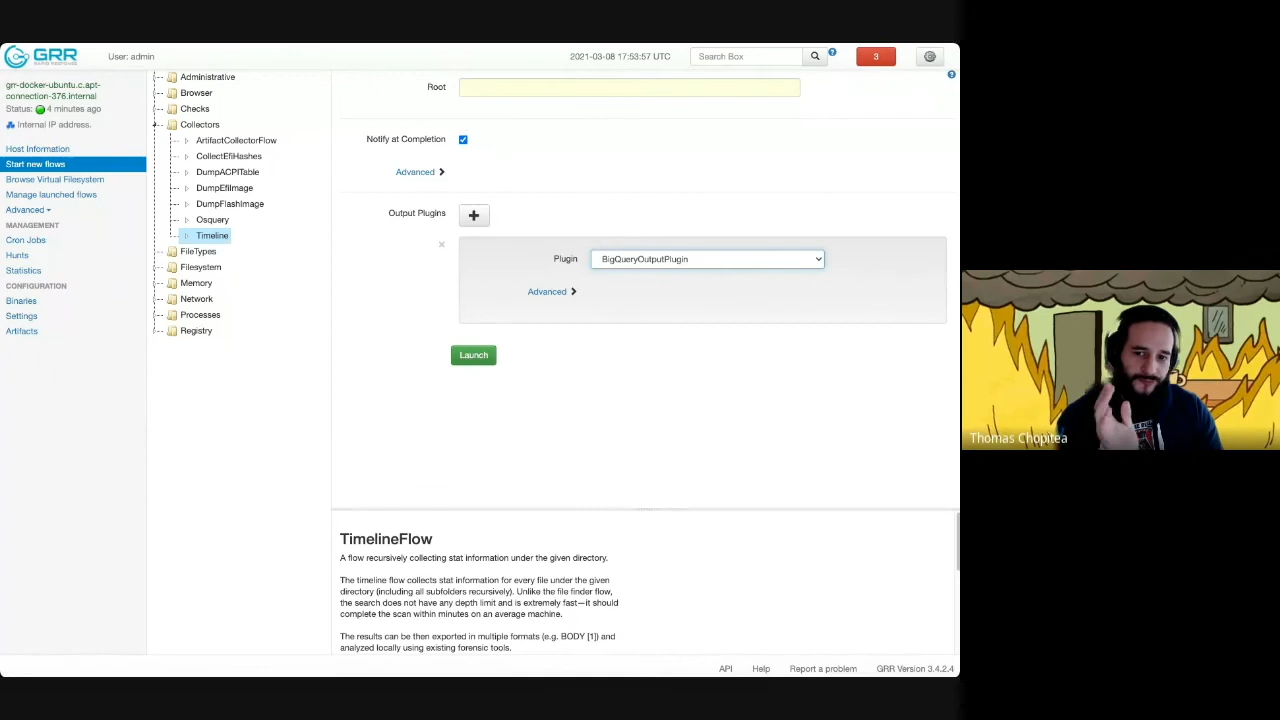 GRR
RAPID RESPONSE
User: admin
2021-03-08 17:53:57 UTC
Search Box
3
grr-docker-ubuntu.c.apt-
connection-376.internal
Status: 4 minutes ago
Internal IP address.
Host Information
Start new flows
Browse Virtual Filesystem
Manage launched flows
Advanced
MANAGEMENT
Cron Jobs
Hunts
Statistics
CONFIGURATION
Binaries
Settings
Artifacts
Administrative
Browser
Checks
Collectors
ArtifactCollectorFlow
CollectEfiHashes
DumpACPITable
DumpEfiImage
DumpFlashImage
Osquery
Timeline
FileTypes
Filesystem
Memory
Network
Processes
Registry
Root
Notify at Completion
Advanced
Output Plugins
Plugin
BigQueryOutputPlugin
Advanced
Launch
TimelineFlow
A flow recursively collecting stat information under the given directory.
The timeline flow collects stat information for every file under the given
directory (including all subfolders recursively). Unlike the file finder flow,
the search does not have any depth limit and is extremely fast—it should
complete the scan within minutes on an average machine.
The results can be then exported in multiple formats (e.g. BODY [1]) and
analyzed locally using existing forensic tools.
API
Help
Report a problem
GRR Version 3.4.2.4
Thomas Chopitea